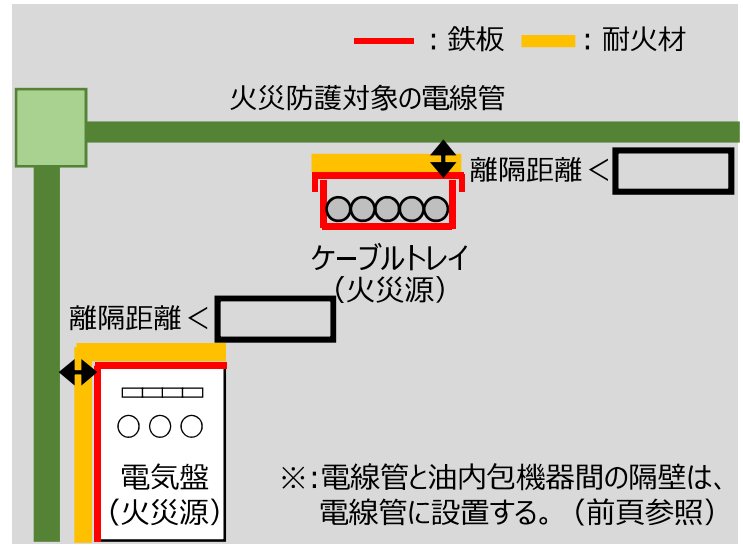 ：鉄板 ：耐火材
火災防護対象の電線管
離隔距離＜
ケーブルトレイ
（火災源）
離隔距離＜
電気盤
（火災源）
※：電線管と油内包機器間の隔壁は、
電線管に設置する。（前頁参照）